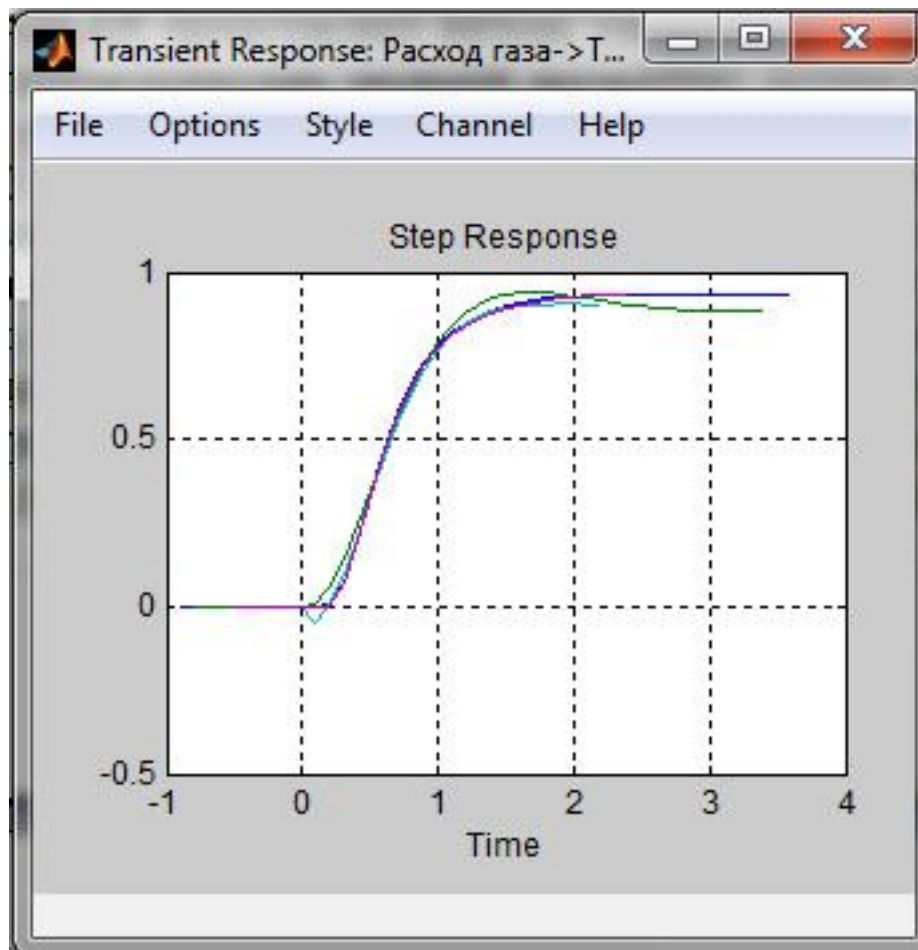 Transient Response: Расход газа->Т...
File Options Style Channel Help
Step Response
1
0.5
0
-0.5
-1 0 1 2 3 4
Time